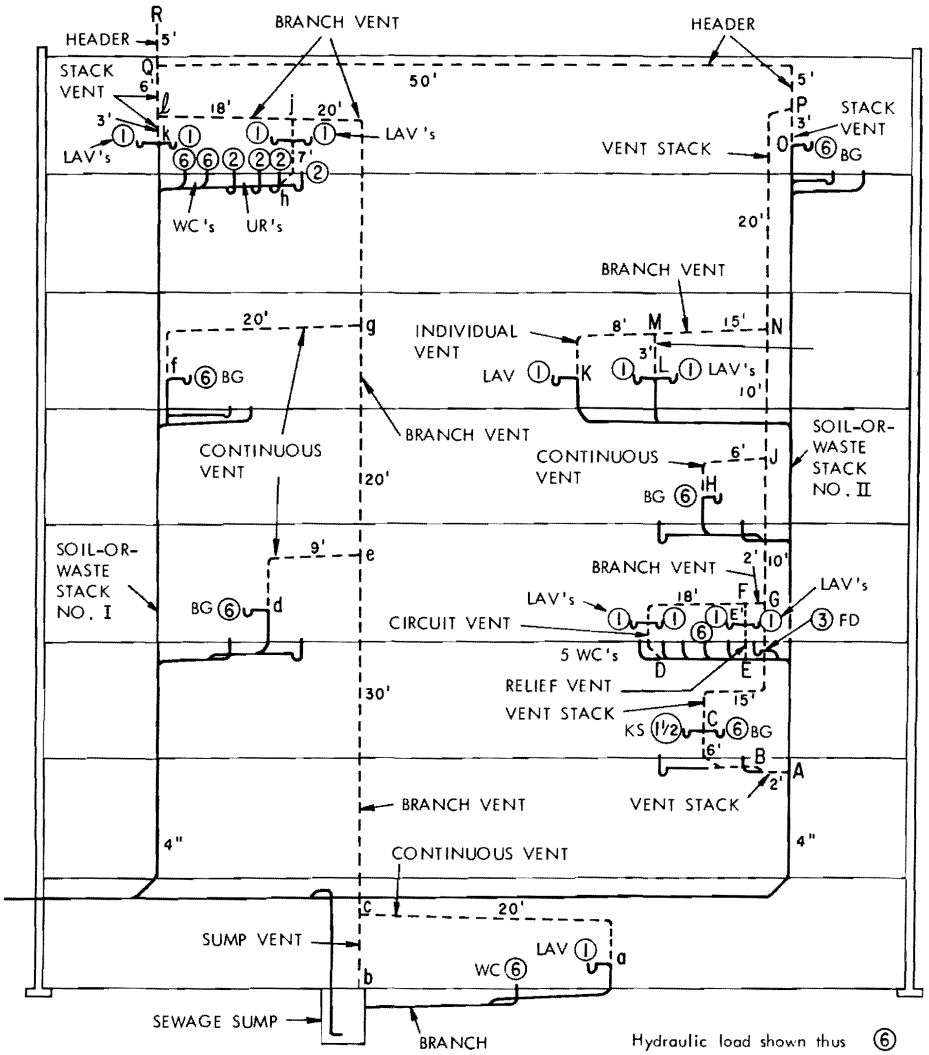 R
BRANCH VENT
HEADER
HEADER
5'
Q
STACK VENT
50'
5'
6'
P
l
18'
j
20'
3'
STACK VENT
3'
k
1
1
1
1
LAV's
O
LAV's
VENT STACK
6
BG
6
6
2
2
2
7'
2
h
WC's
UR's
20'
BRANCH VENT
20'
g
INDIVIDUAL VENT
8'
M
15'
N
f
3'
6
BG
LAV
1
K
1
L
1
LAV's
10'
BRANCH VENT
CONTINUOUS VENT
SOIL-OR-WASTE STACK NO. II
CONTINUOUS VENT
6'
J
20'
H
BG
6
SOIL-OR-WASTE STACK NO. I
9'
e
2'
10'
BRANCH VENT
LAV's
LAV's
18'
F
G
BG
6
d
CIRCUIT VENT
1
1
1
E'
1
3
FD
6
5 WC's
D
E
RELIEF VENT
30'
VENT STACK
15'
KS
1½
C
6
BG
6'
B
A
2'
BRANCH VENT
VENT STACK
4"
4"
CONTINUOUS VENT
c
20'
SUMP VENT
LAV
1
a
WC
6
b
SEWAGE SUMP
BRANCH
Hydraulic load shown thus
6